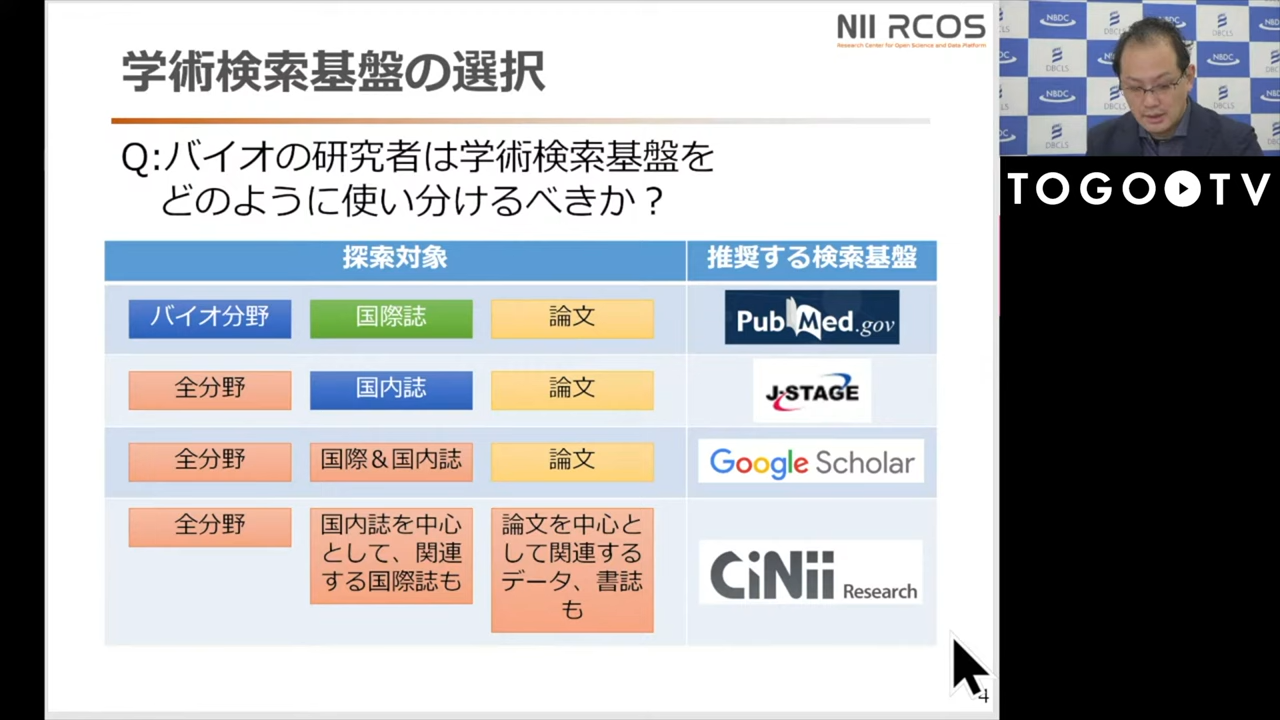 NII RCOS
Research Center for Open Science and Data Platform
学術検索基盤の選択
Q:バイオの研究者は学術検索基盤を
どのように使い分けるべきか？
探索対象 推奨する検索基盤
バイオ分野 国際誌 論文 PubMed.gov
全分野 国内誌 論文 J-STAGE
全分野 国際＆国内誌 論文 Google Scholar
全分野
国内誌を中心
として、関連
する国際誌も
論文を中心と
して関連する
データ、書誌
も
CiNii Research
4
NBDC
DBCLS
TOGO TV